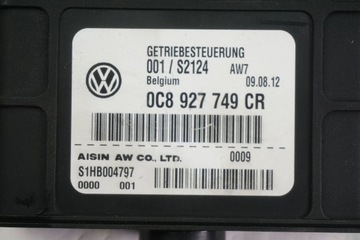 GETRIEBESTEUERUNG
001 / S2124 AW7
Belgium 09.08.12
0C8 927 749 CR
AISIN AW CO., LTD. 0009
S1HB004797
0000 001